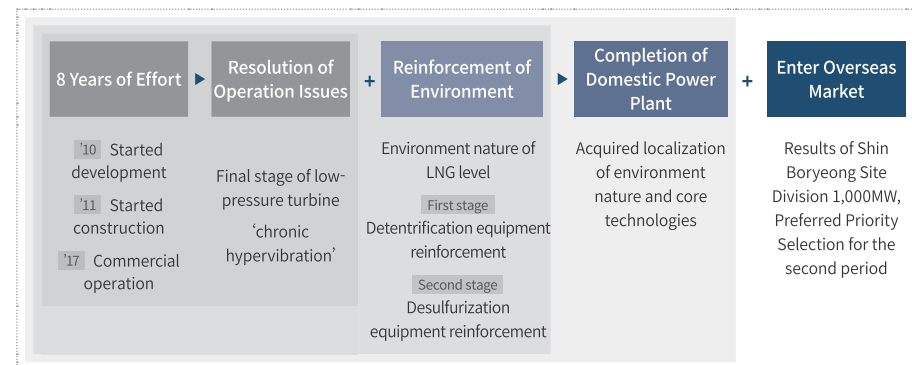 8 Years of Effort
’10 Started
development
’11 Started
construction
’17 Commercial
operation
Resolution of
Operation Issues
Final stage of low-
pressure turbine
‘chronic
hypervibration’
+
Reinforcement of
Environment
Environment nature of
LNG level
First stage
Detentrification equipment
reinforcement
Second stage
Desulfurization
equipment reinforcement
Completion of
Domestic Power
Plant
Acquired localization
of environment
nature and core
technologies
+
Enter Overseas
Market
Results of Shin
Boryeong Site
Division 1,000MW,
Preferred Priority
Selection for the
second period